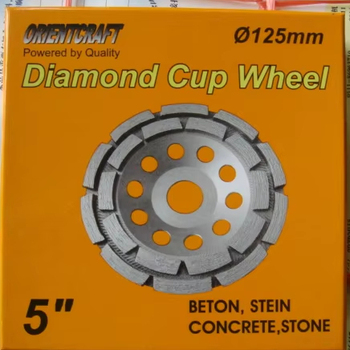 ORIENTCRAFT
Ø125mm
Powered by Quality
Diamond Cup Wheel
5"
BETON, STEIN
CONCRETE,STONE